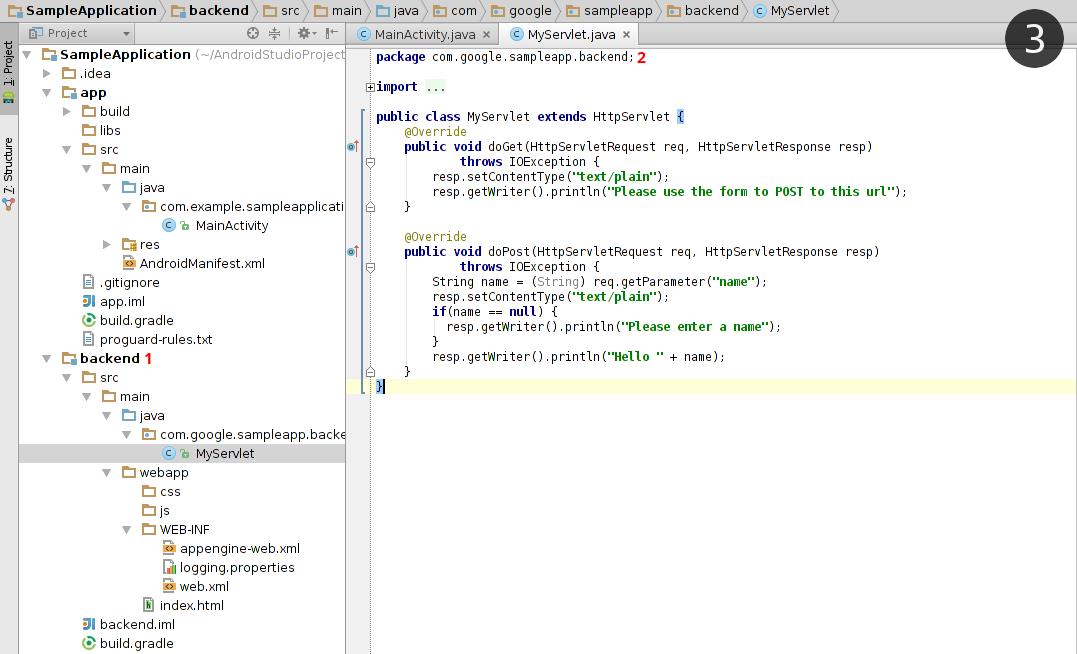 SampleApplication backend src main java com google sampleapp backend MyServlet
Project
MainActivity.java
MyServlet.java
3
1: Project
7: Structure
SampleApplication (~/AndroidStudioProject
.idea
app
build
libs
src
main
java
com.example.sampleapplicati
MainActivity
res
AndroidManifest.xml
.gitignore
app.iml
build.gradle
proguard-rules.txt
backend 1
src
main
java
com.google.sampleapp.backe
MyServlet
webapp
css
js
WEB-INF
appengine-web.xml
logging.properties
web.xml
index.html
backend.iml
build.gradle
package com.google.sampleapp.backend; 2
import ...
public class MyServlet extends HttpServlet {
@Override
public void doGet(HttpServletRequest req, HttpServletResponse resp)
throws IOException {
resp.setContentType("text/plain");
resp.getWriter().println("Please use the form to POST to this url");
}
@Override
public void doPost(HttpServletRequest req, HttpServletResponse resp)
throws IOException {
String name = (String) req.getParameter("name");
resp.setContentType("text/plain");
if(name == null) {
resp.getWriter().println("Please enter a name");
}
resp.getWriter().println("Hello " + name);
}
}